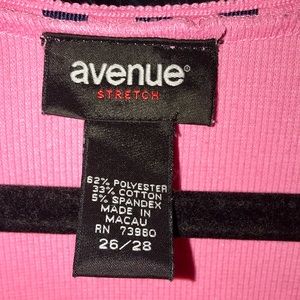 avenue®
STRETCH
62% POLYESTER
33% COTTON
5% SPANDEX
MADE IN
MACAU
RN 73960
26/28